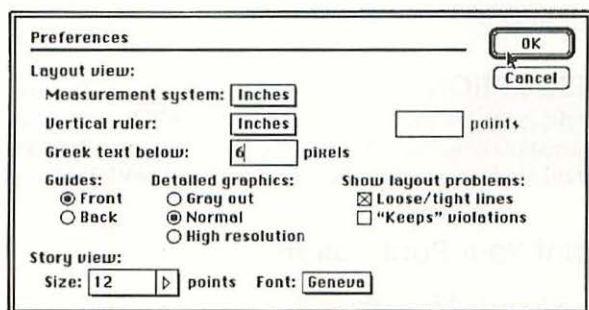 Preferences
OK
Cancel
Layout view:
Measurement system: Inches
Vertical ruler: Inches points
Greek text below: 6 pixels
Guides: Detailed graphics: Show layout problems:
Front Gray out Loose/tight lines
Back Normal "Keeps" violations
High resolution
Story view:
Size: 12 points Font: Geneva